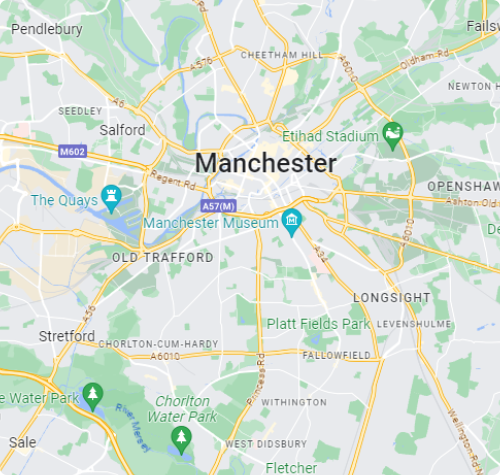 Pendlebury
Failsw
Rd
CHEETHAM HILL
A576
A6010
Oldham Rd
NEWTON H
A6
SEEDLEY
Salford
Etihad Stadium
M602
Manchester
Regent Rd
OPENSHAW
The Quays
A57(M)
Ashton Old
Manchester Museum
De
A6010
A34
OLD TRAFFORD
LONGSIGHT
A56
Platt Fields Park
LEVENSHULME
Stretford
CHORLTON-CUM-HARDY
A6010
FALLOWFIELD
Princess Rd
e Water Park
Chorlton
Water Park
WITHINGTON
River Mersey
Wellington Rd N
Sale
WEST DIDSBURY
Fletcher